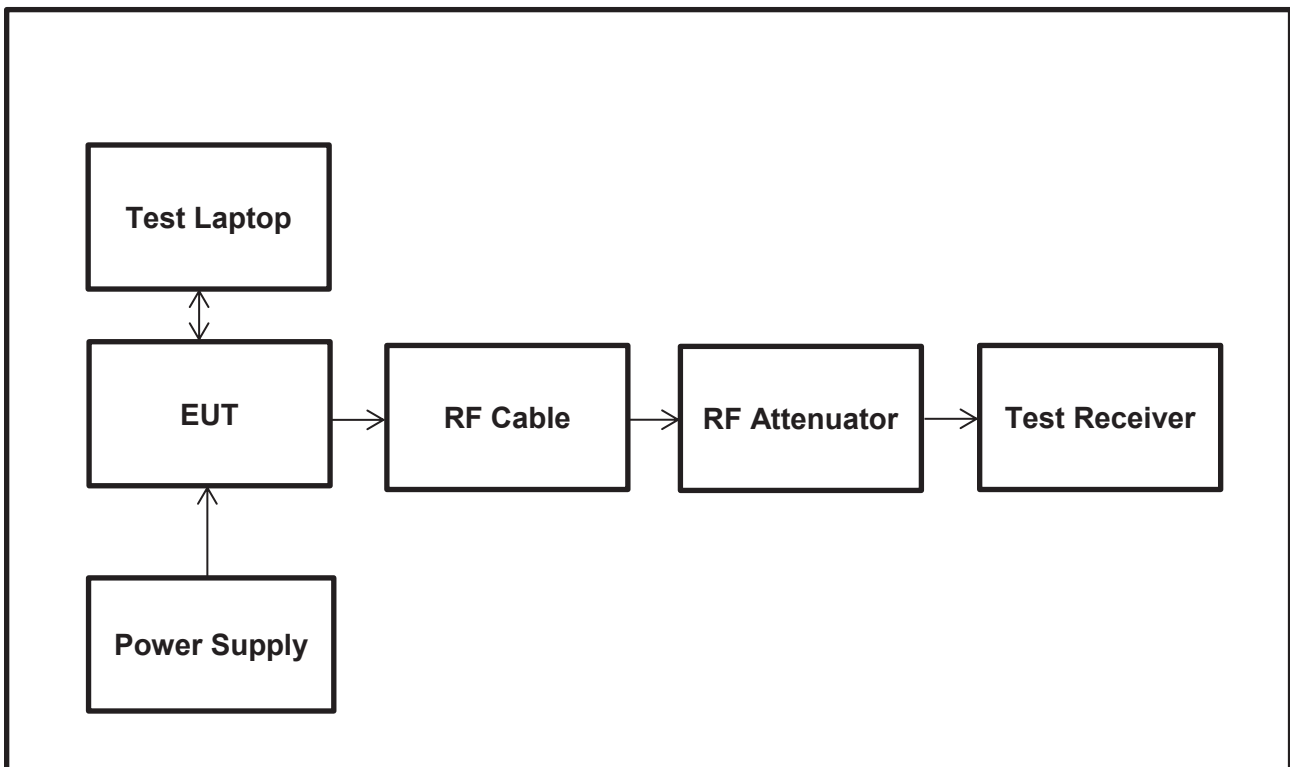 Test Laptop
EUT
RF Cable
RF Attenuator
Test Receiver
Power Supply